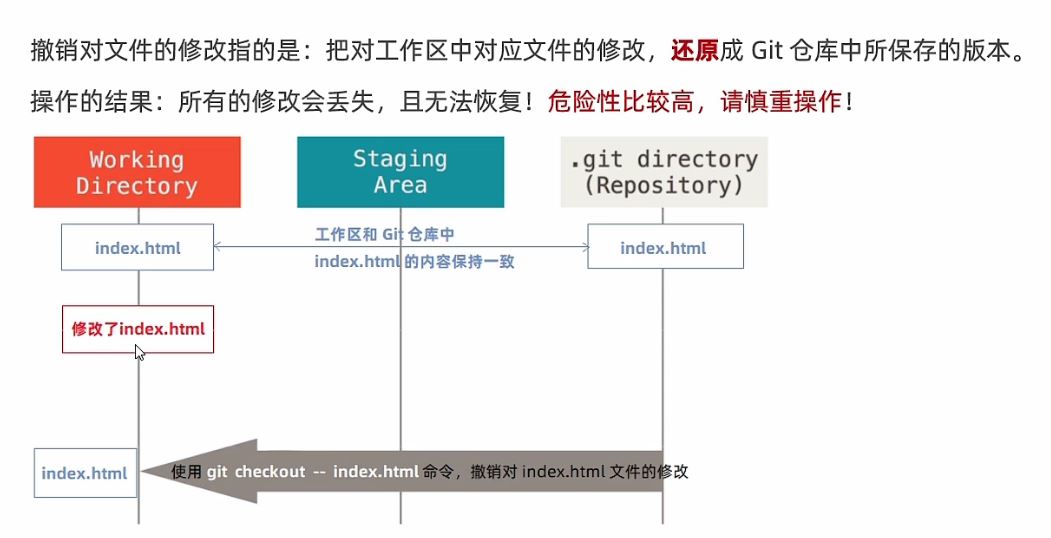 撤销对文件的修改指的是：把对工作区中对应文件的修改，还原成 Git 仓库中所保存的版本。
操作的结果：所有的修改会丢失，且无法恢复！危险性比较高，请慎重操作！
Working
Directory
Staging
Area
.git directory
(Repository)
index.html
工作区和 Git 仓库中
index.html 的内容保持一致
index.html
修改了index.html
index.html
使用 git checkout -- index.html 命令，撤销对 index.html 文件的修改